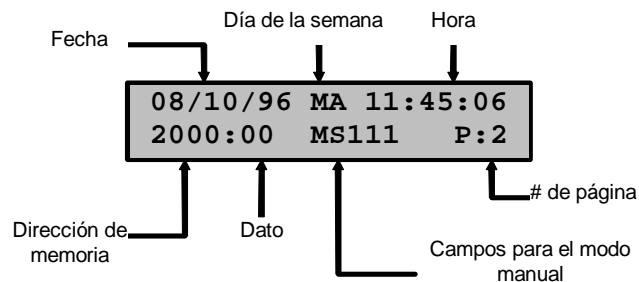 Fecha
Día de la semana
Hora
08/10/96 MA 11:45:06
2000:00 MS111 P:2
# de página
Dirección de
memoria
Dato
Campos para el modo
manual